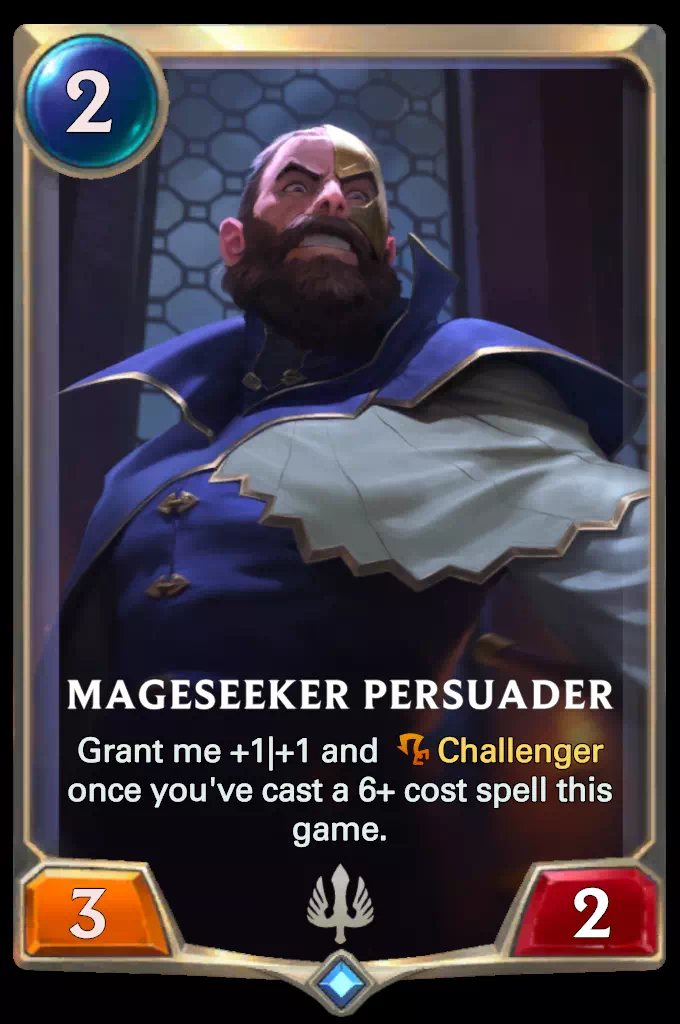 2
MAGESEEKER PERSUADER
Grant me +1|+1 and Challenger
once you've cast a 6+ cost spell this
game.
3 2